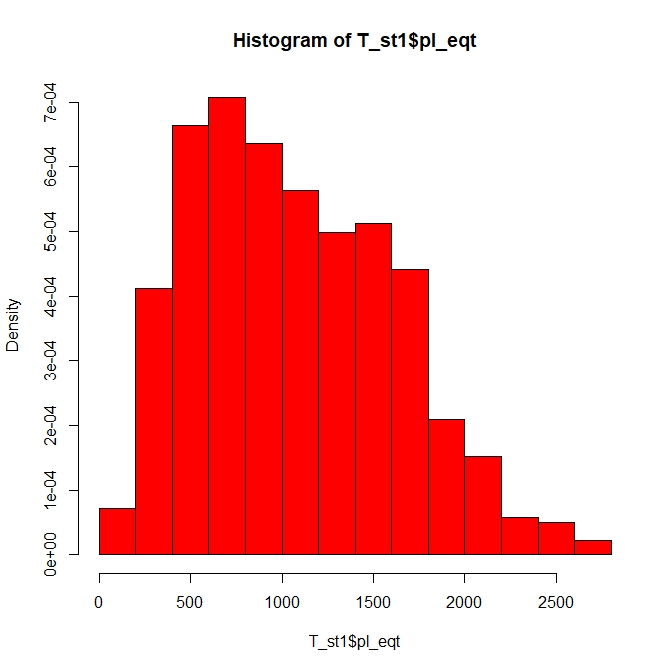 Histogram of T_st1$pl_eqt
Density
7e-04
6e-04
5e-04
4e-04
3e-04
2e-04
1e-04
0e+00
0 500 1000 1500 2000 2500
T_st1$pl_eqt